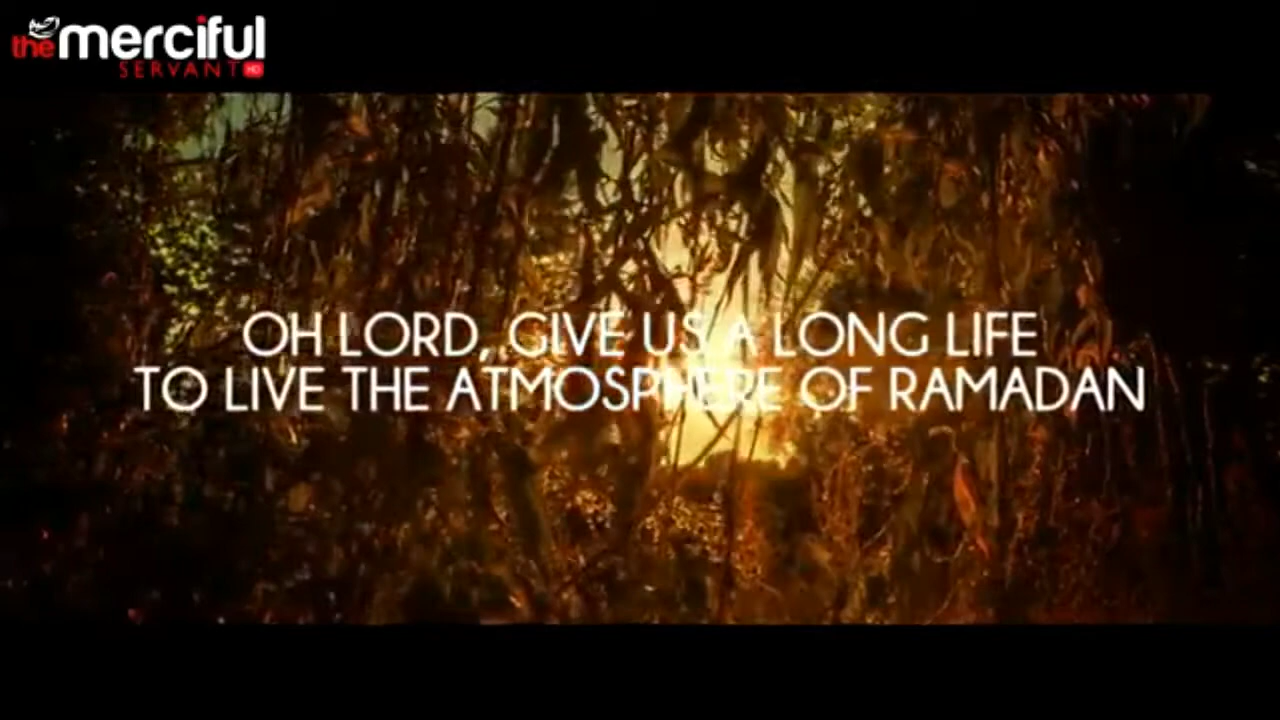 the merciful
SERVANT HD
OH LORD, GIVE US A LONG LIFE
TO LIVE THE ATMOSPHERE OF RAMADAN